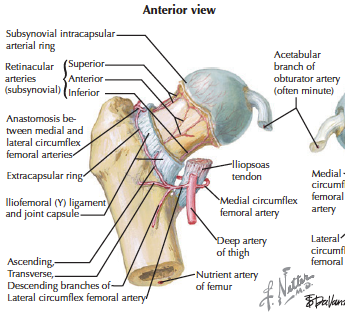 Anterior view
Subsynovial intracapsular
arterial ring
Retinacular
arteries
(subsynovial)
Superior
Anterior
Inferior
Anastomosis be-
tween medial and
lateral circumflex
femoral arteries
Extracapsular ring
Iliofemoral (Y) ligament
and joint capsule
Ascending,
Transverse,
Descending branches of
Lateral circumflex femoral artery
Acetabular
branch of
obturator artery
(often minute)
Iliopsoas
tendon
Medial circumflex
femoral artery
Deep artery
of thigh
Nutrient artery
of femur
Medial
circumf
femoral
artery
Lateral
circumf
femoral
f. Netter
M.D.